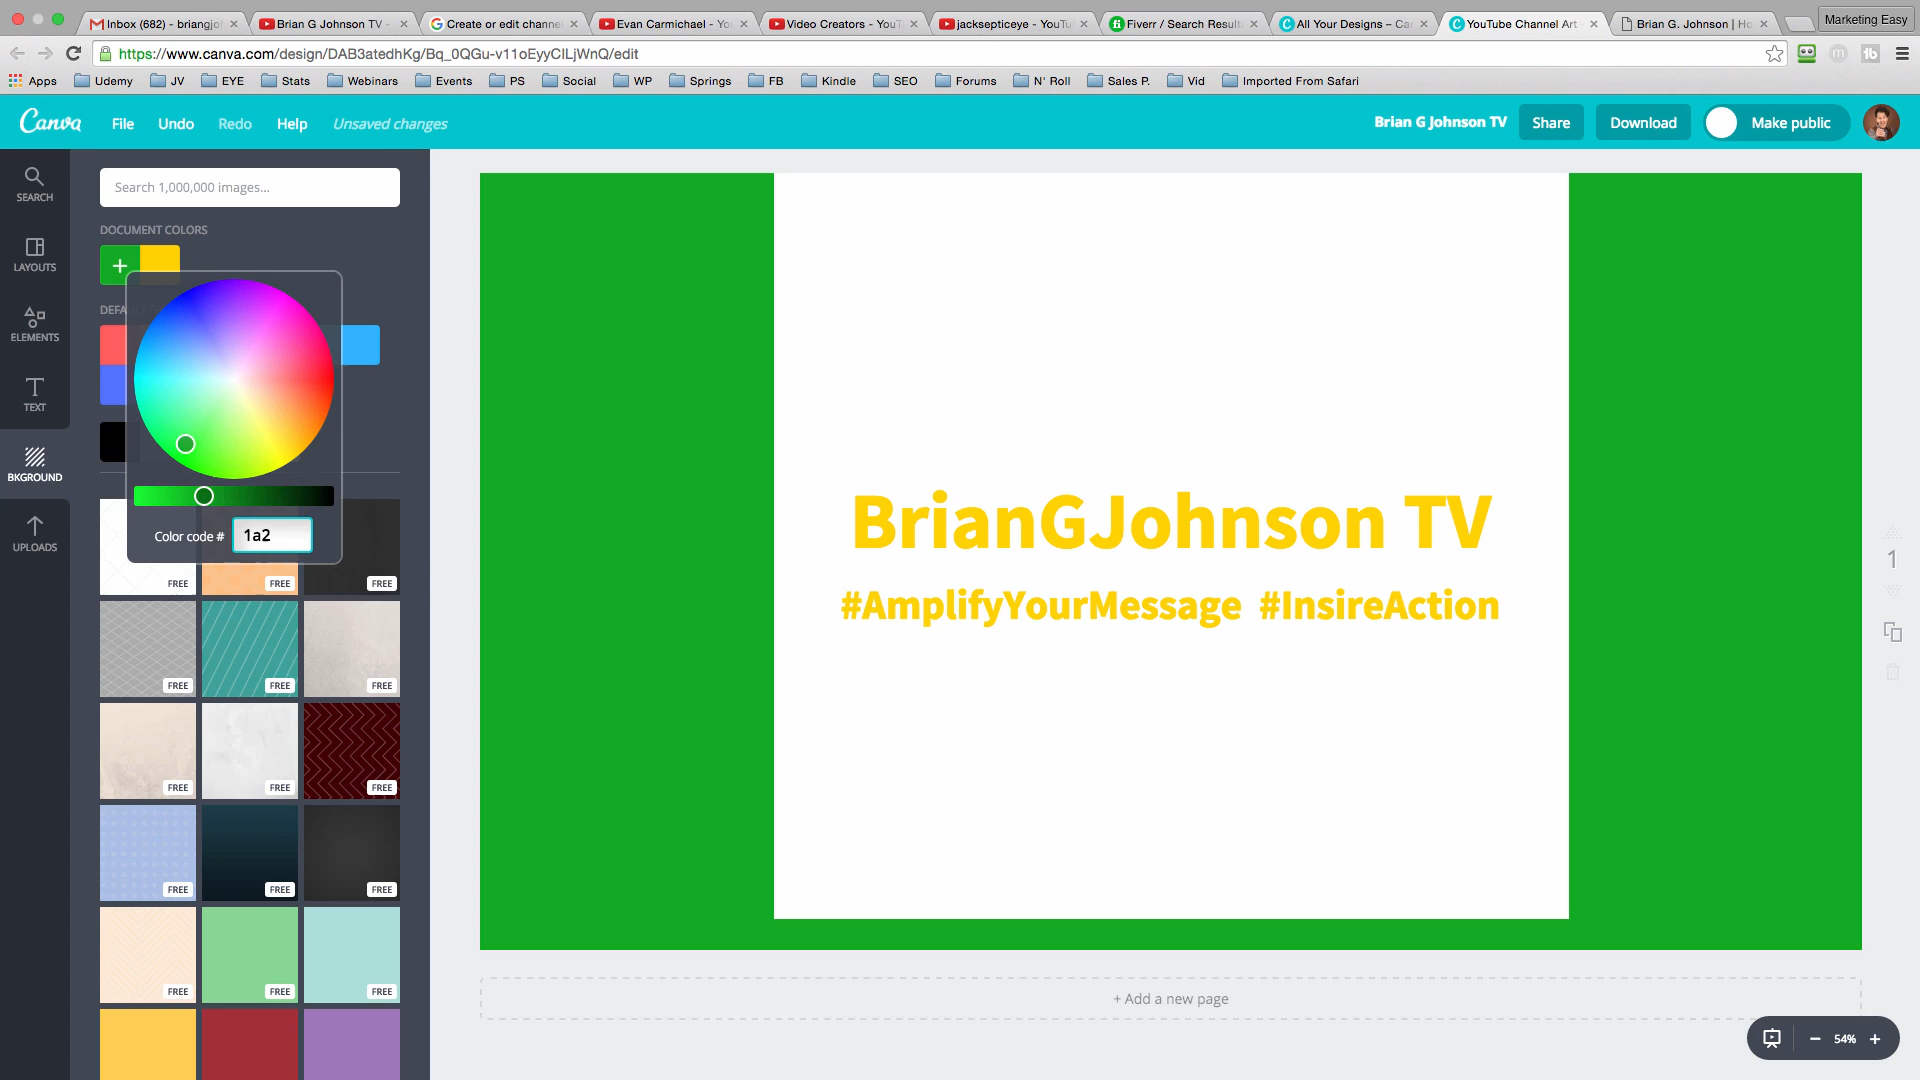 Inbox (682) - briangjol
Brian G Johnson TV -
Create or edit channe
Evan Carmichael - Yo
Video Creators - YouT
jacksepticeye - YouTu
Fiverr / Search Result
All Your Designs – Ca
YouTube Channel Art
Brian G. Johnson | Ho
Marketing Easy
https://www.canva.com/design/DAB3atedhKg/Bq_0QGu-v11oEyyClLjWnQ/edit
Apps Udemy JV EYE Stats Webinars Events PS Social WP Springs FB Kindle SEO Forums N' Roll Sales P. Vid Imported From Safari
Canva File Undo Redo Help Unsaved changes Brian G Johnson TV Share Download Make public
SEARCH
LAYOUTS
ELEMENTS
TEXT
BKGROUND
UPLOADS
Search 1,000,000 images...
DOCUMENT COLORS
DEFA
Color code # 1a2
FREE FREE FREE
FREE FREE FREE
FREE FREE FREE
FREE FREE FREE
FREE FREE FREE
BrianGJohnson TV
#AmplifyYourMessage #InsireAction
1
+ Add a new page
54%